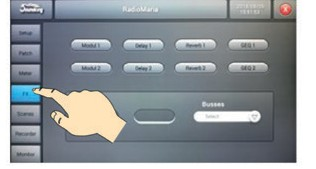 Soundking
RadioMaria
Setup
Patch
Meter
FX
Scenes
Recorder
Monitor
Modul 1
Delay 1
Reverb 1
GEQ 1
Modul 2
Delay 2
Reverb 2
GEQ 2
Busses
Select